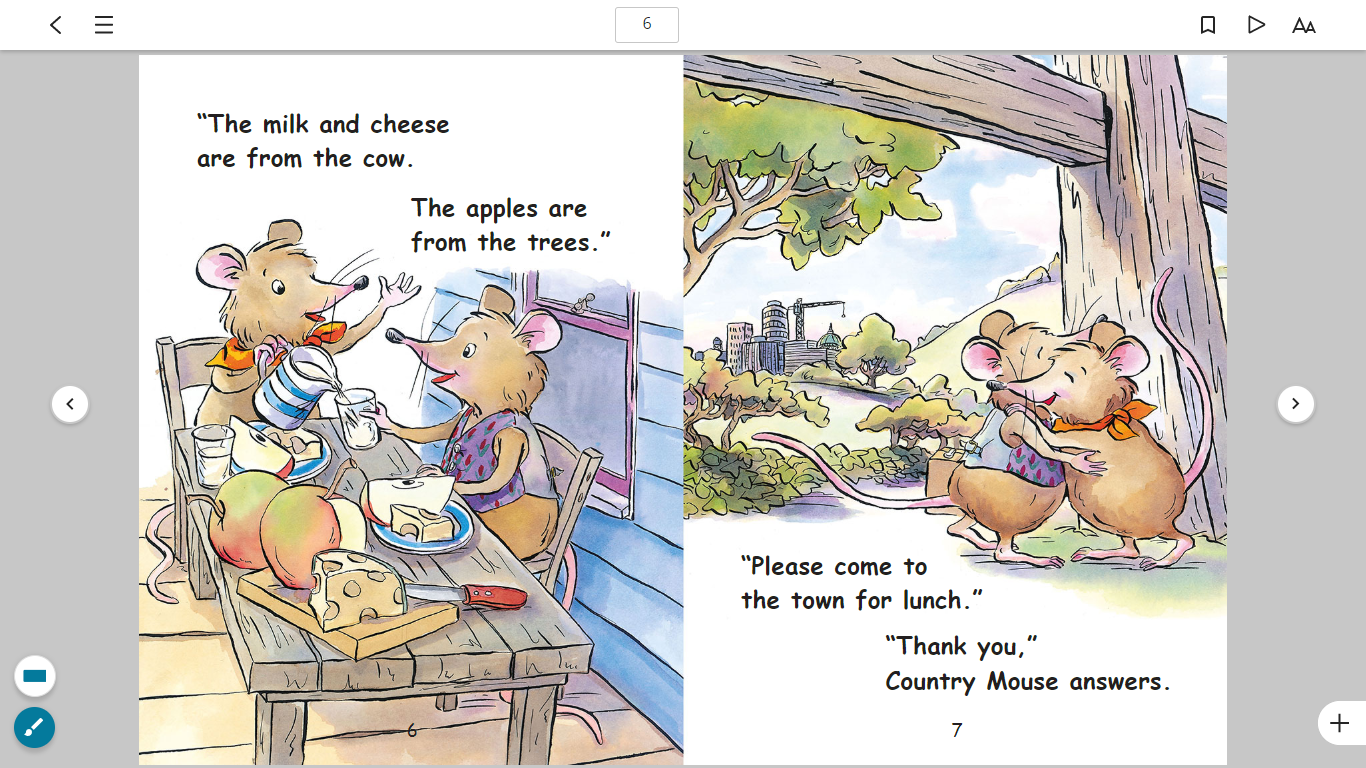 6
“The milk and cheese
are from the cow.
The apples are
from the trees.”
6
“Please come to
the town for lunch.”
“Thank you,”
Country Mouse answers.
7